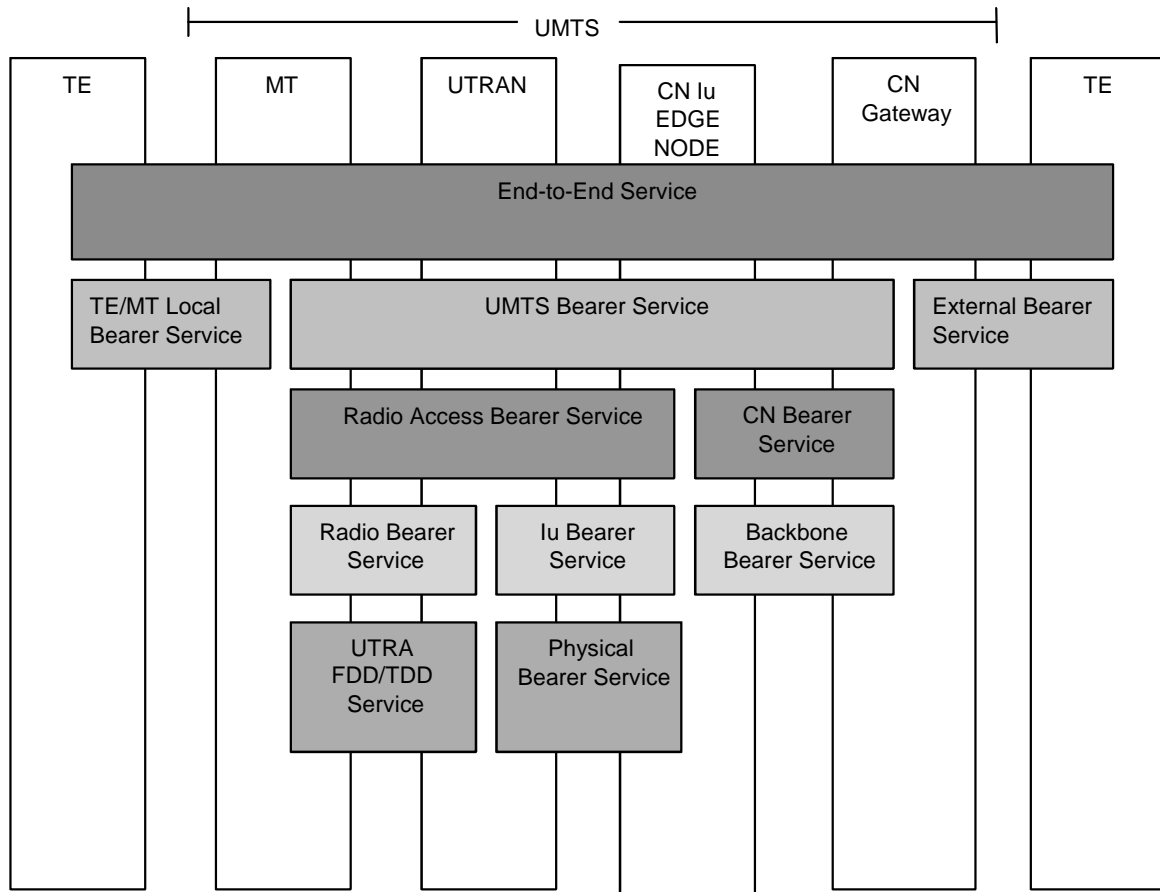 UMTS
TE
MT
UTRAN
CN Iu
EDGE
NODE
CN
Gateway
TE
End-to-End Service
TE/MT Local
Bearer Service
UMTS Bearer Service
External Bearer
Service
Radio Access Bearer Service
CN Bearer
Service
Radio Bearer
Service
Iu Bearer
Service
Backbone
Bearer Service
UTRA
FDD/TDD
Service
Physical
Bearer Service